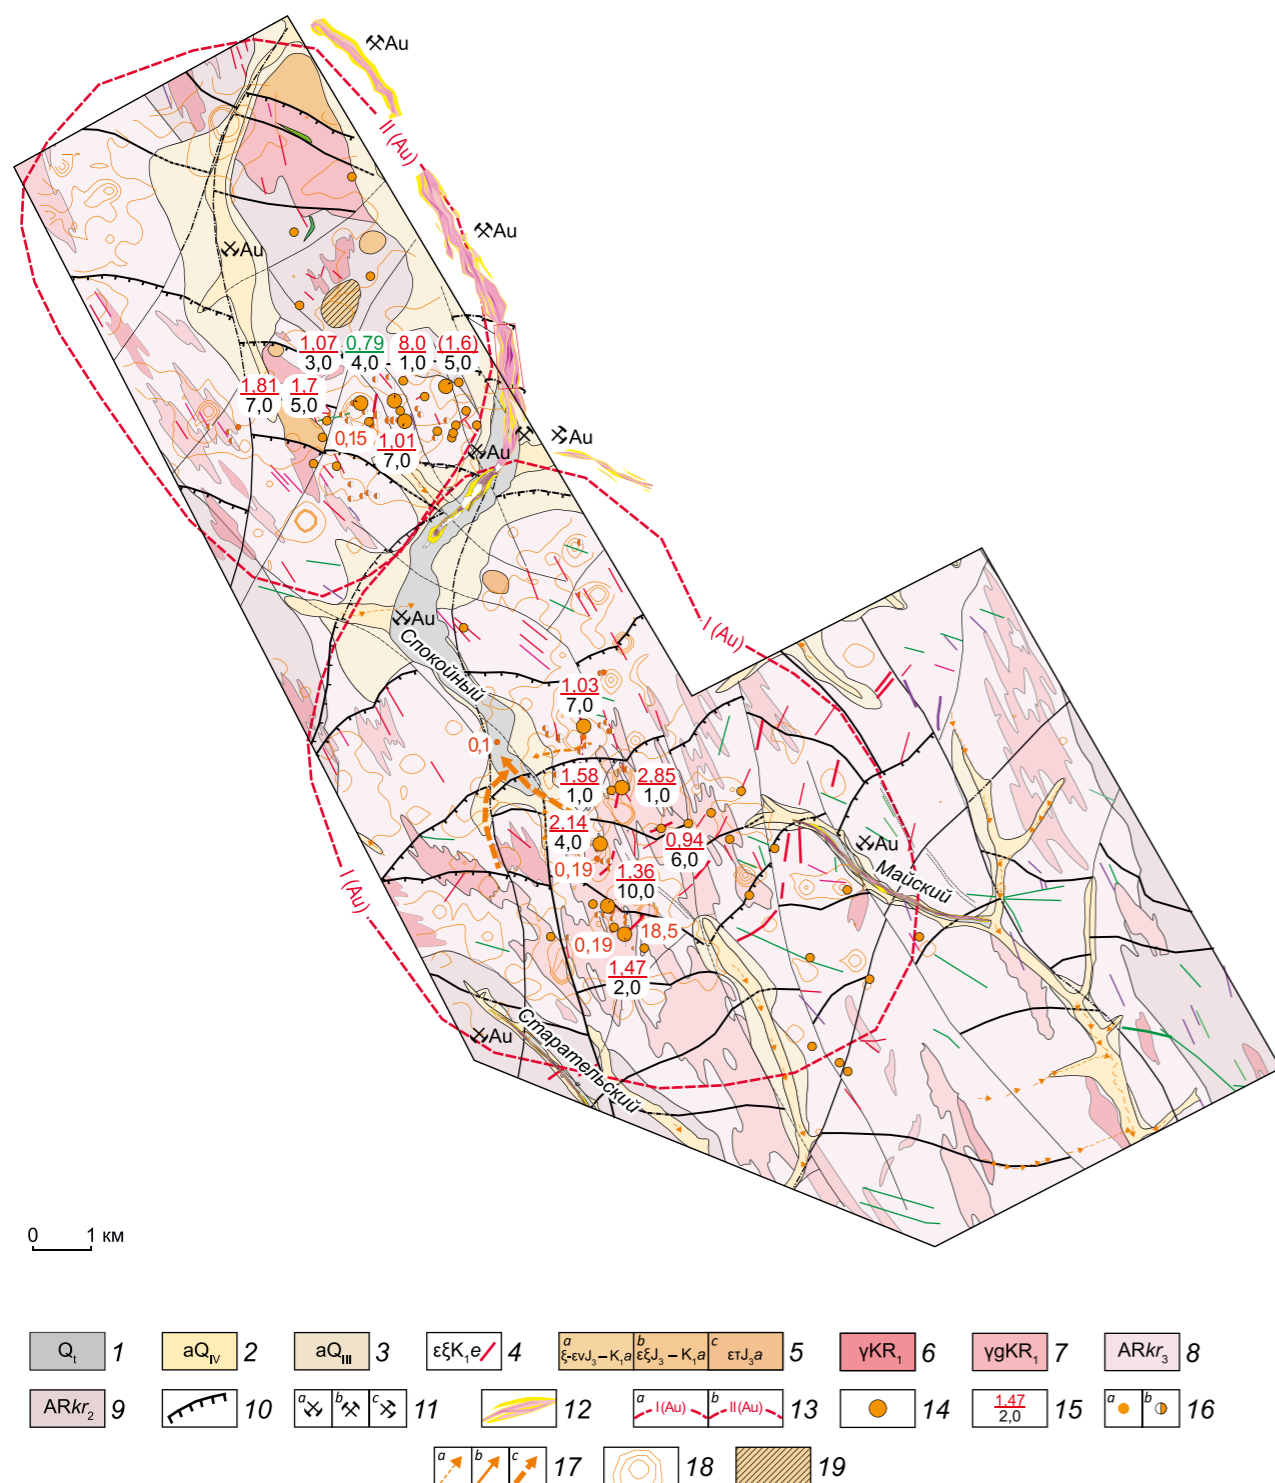 Au
II (Au)
Au
Au
1,07 0,79 8,0 (1,6)
3,0 4,0 1,0 5,0
1,81 1,7
7,0 5,0
0,15 1,01
7,0
Au
Au
I (Au)
Au
Спокойный
1,03
7,0
0,1
1,58 2,85
1,0 1,0
2,14
4,0
0,94
6,0
Au
Майский
0,19
1,36
10,0
I (Au)
18,5
0,19
1,47
2,0
Au
Старательский
0 1 км
Qt 1
aQIV 2
aQIII 3
εξK1e 4
a ξ-ενJ3 – K1a b εξJ3 – K1a c ετJ3a 5
γKR1 6
γgKR1 7
ARkr3 8
ARkr2 9
10
a b c 11
12
a I (Au) b II (Au) 13
14
1,47
2,0 15
a b 16
a b c 17
18
19